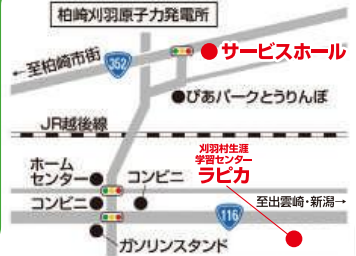 柏崎刈羽原子力発電所
サービスホール
←至柏崎市街
352
ぴあパークとうりんぼ
JR越後線
刈羽村生涯
学習センター
ラピカ
ホーム
センター
コンビニ
コンビニ
至出雲崎・新潟→
116
ガソリンスタンド